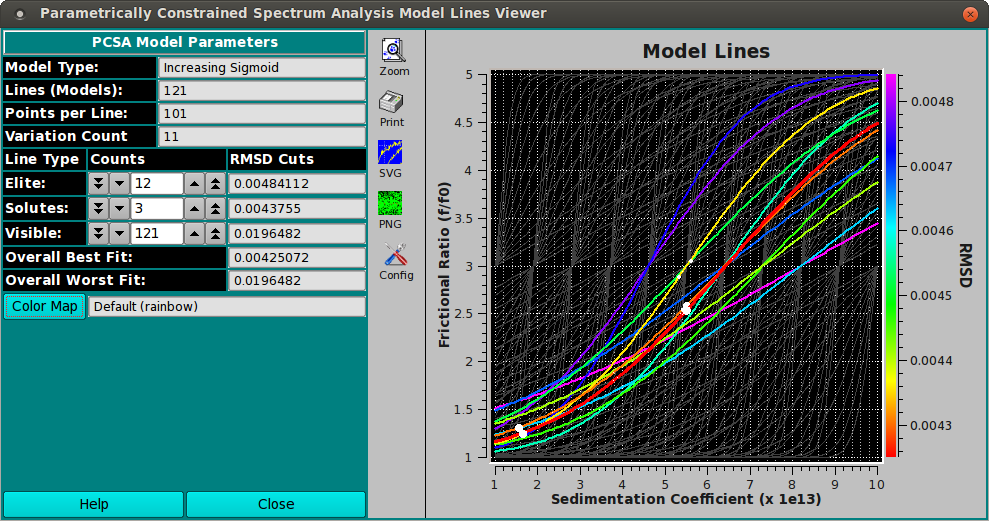 Parametrically Constrained Spectrum Analysis Model Lines Viewer
PCSA Model Parameters
Model Type: Increasing Sigmoid
Lines (Models): 121
Points per Line: 101
Variation Count 11
Line Type Counts RMSD Cuts
Elite: 12 0.00484112
Solutes: 3 0.0043755
Visible: 121 0.0196482
Overall Best Fit: 0.00425072
Overall Worst Fit: 0.0196482
Color Map Default (rainbow)
Help Close
Zoom
Print
SVG
PNG
Config
Model Lines
Frictional Ratio (f/f0)
5
4.5
4
3.5
3
2.5
2
1.5
1
1 2 3 4 5 6 7 8 9 10
Sedimentation Coefficient (x 1e13)
0.0048
0.0047
0.0046
0.0045
0.0044
0.0043
RMSD